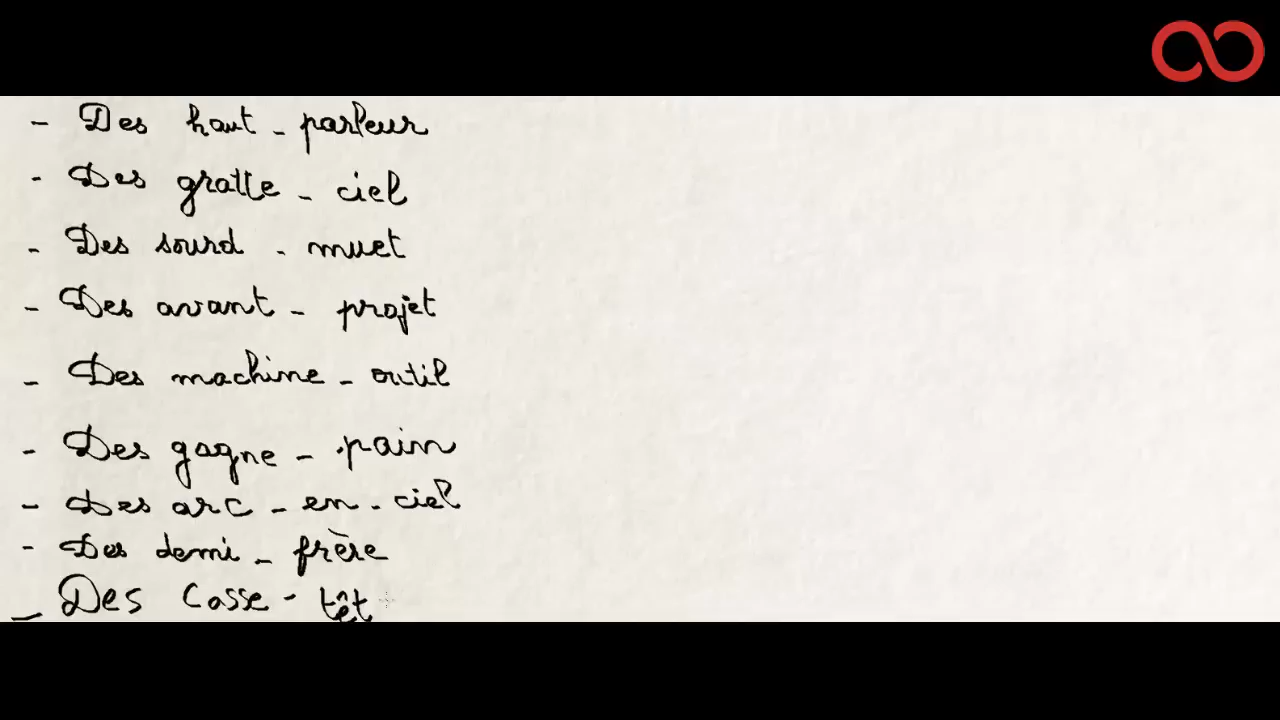 - Des haut - parleur
- Des gratte - ciel
- Des sourd - muet
- Des avant - projet
- Des machine - outil
- Des gagne - pain
- Des arc - en - ciel
- Des demi - frère
- Des Casse - têt